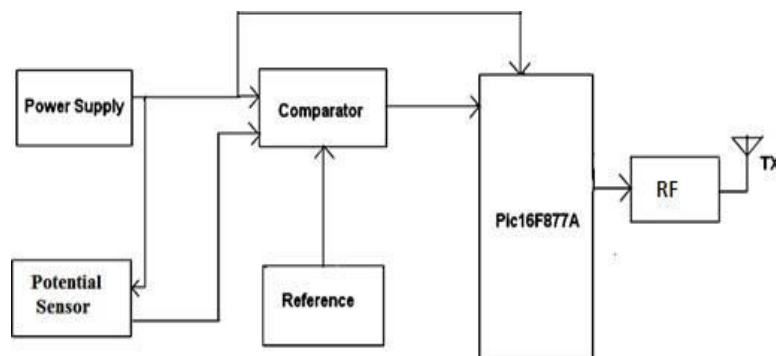 Power Supply
Comparator
Pic16F877A
RF
TX
Potential
Sensor
Reference